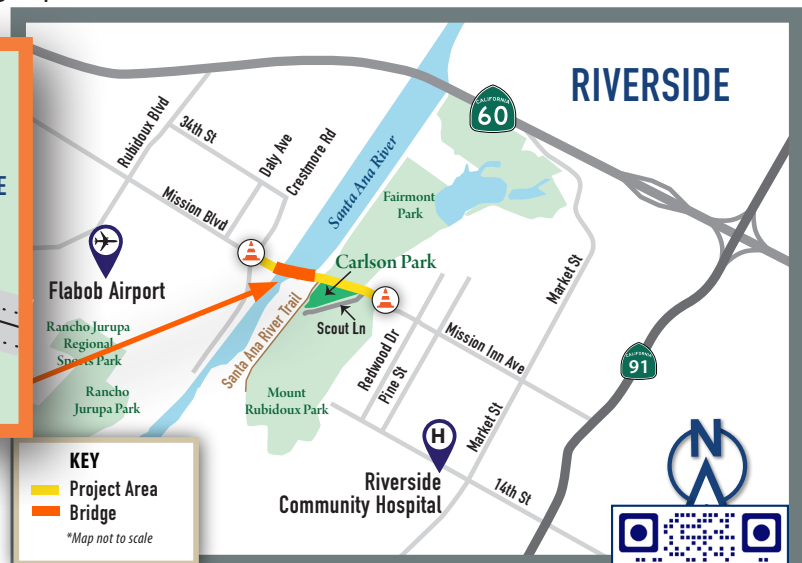 RIVERSIDE
CALIFORNIA
60
Rubidoux Blvd
34th St
Daly Ave
Crestmore Rd
Santa Ana River
Mission Blvd
Fairmont
Park
E
Flabob Airport
Carlson Park
Market St
Scout Ln
Santa Ana River Trail
Rancho Jurupa
Regional
Sports Park
Rancho
Jurupa Park
Redwood Dr
Pine St
Mission Inn Ave
CALIFORNIA
91
Mount
Rubidoux Park
Market St
H
Riverside
Community Hospital
14th St
N
KEY
Project Area
Bridge
*Map not to scale